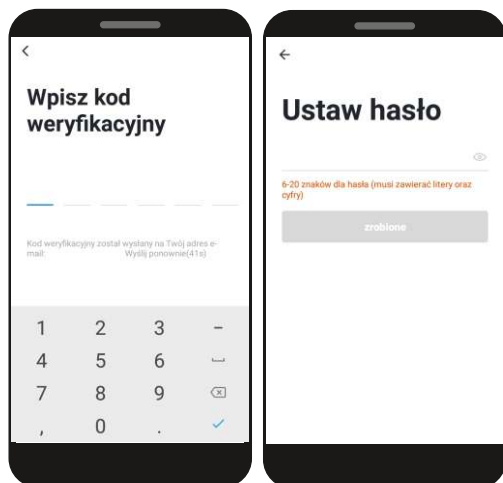 Wpisz kod
weryfikacyjny
Kod weryfikacyjny został wysłany na Twój adres e-
mail: Wyślij ponownie(41s)
1 2 3 –
4 5 6
7 8 9
, 0 .
Ustaw hasło
6-20 znaków dla hasła (musi zawierać litery oraz
cyfry)
zrobione